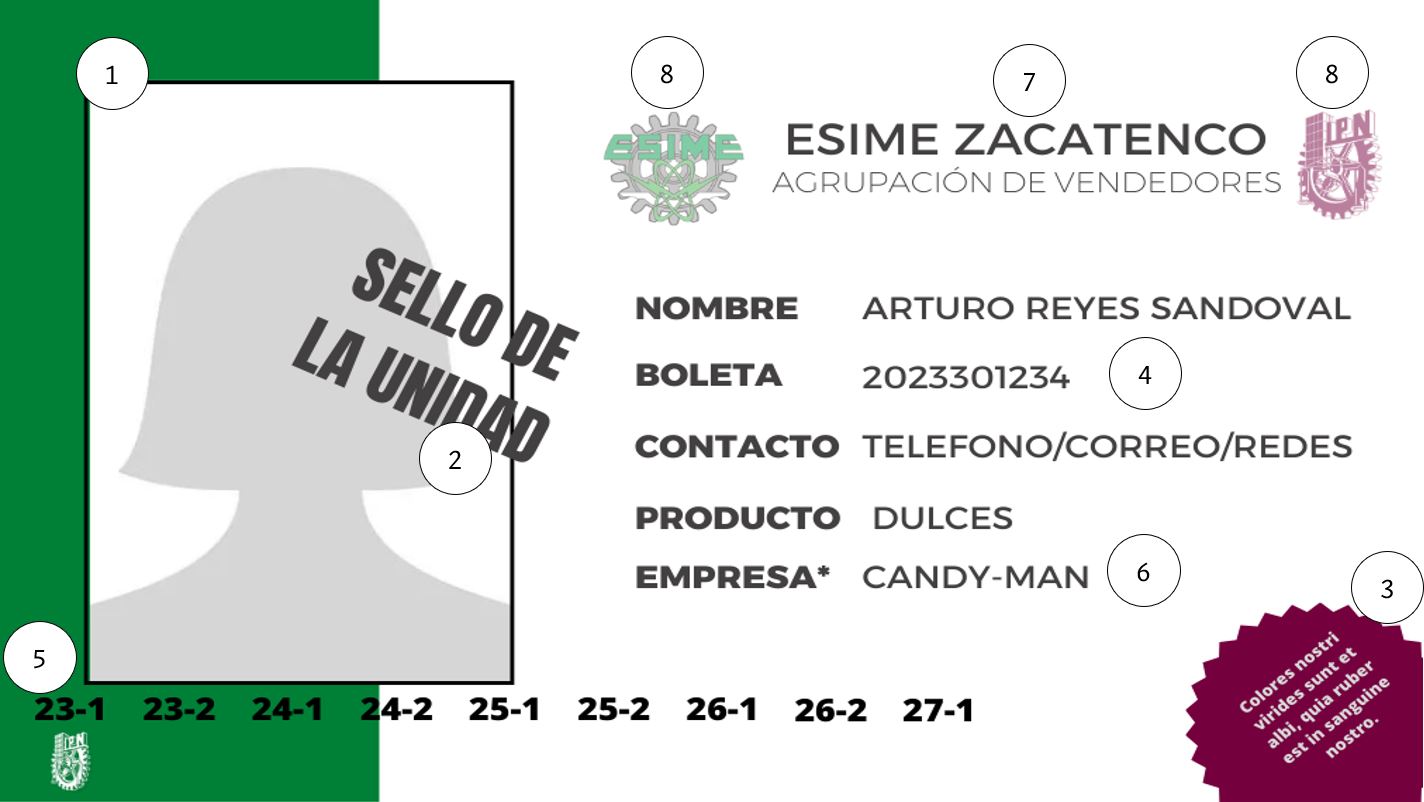 1
8
7
8
ESIME
ESIME ZACATENCO
AGRUPACIÓN DE VENDEDORES
IPN
SELLO DE
LA UNIDAD
2
NOMBRE ARTURO REYES SANDOVAL
BOLETA 2023301234
4
CONTACTO TELEFONO/CORREO/REDES
PRODUCTO DULCES
EMPRESA* CANDY-MAN
6
3
Colores nostri
virides sunt et
albi, quia ruber
est in sanguine
nostro.
5
23-1 23-2 24-1 24-2 25-1 25-2 26-1 26-2 27-1
IPN